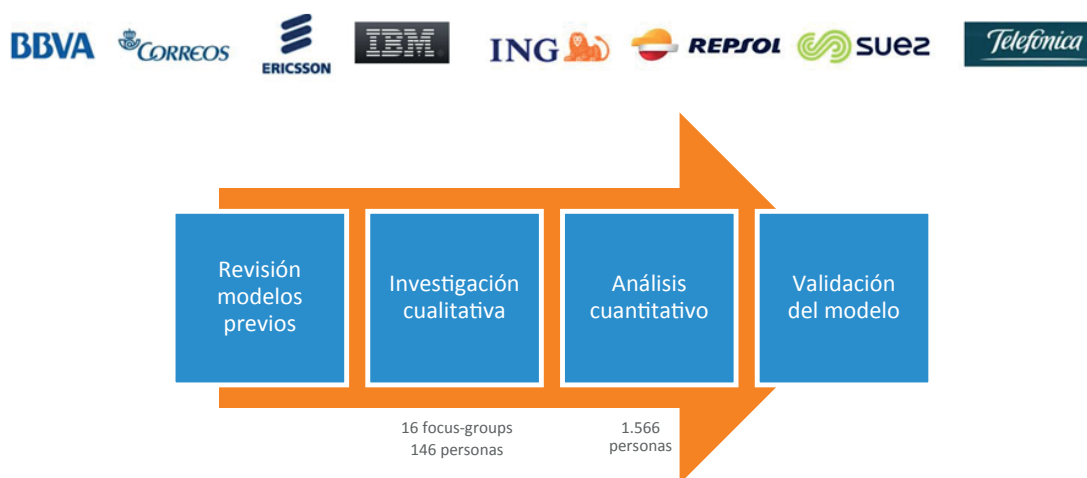 BBVA CORREOS ERICSSON IBM ING REPSOL suez Telefónica
Revisión
modelos
previos
Investigación
cualitativa
Análisis
cuantitativo
Validación
del modelo
16 focus-groups
146 personas
1.566
personas